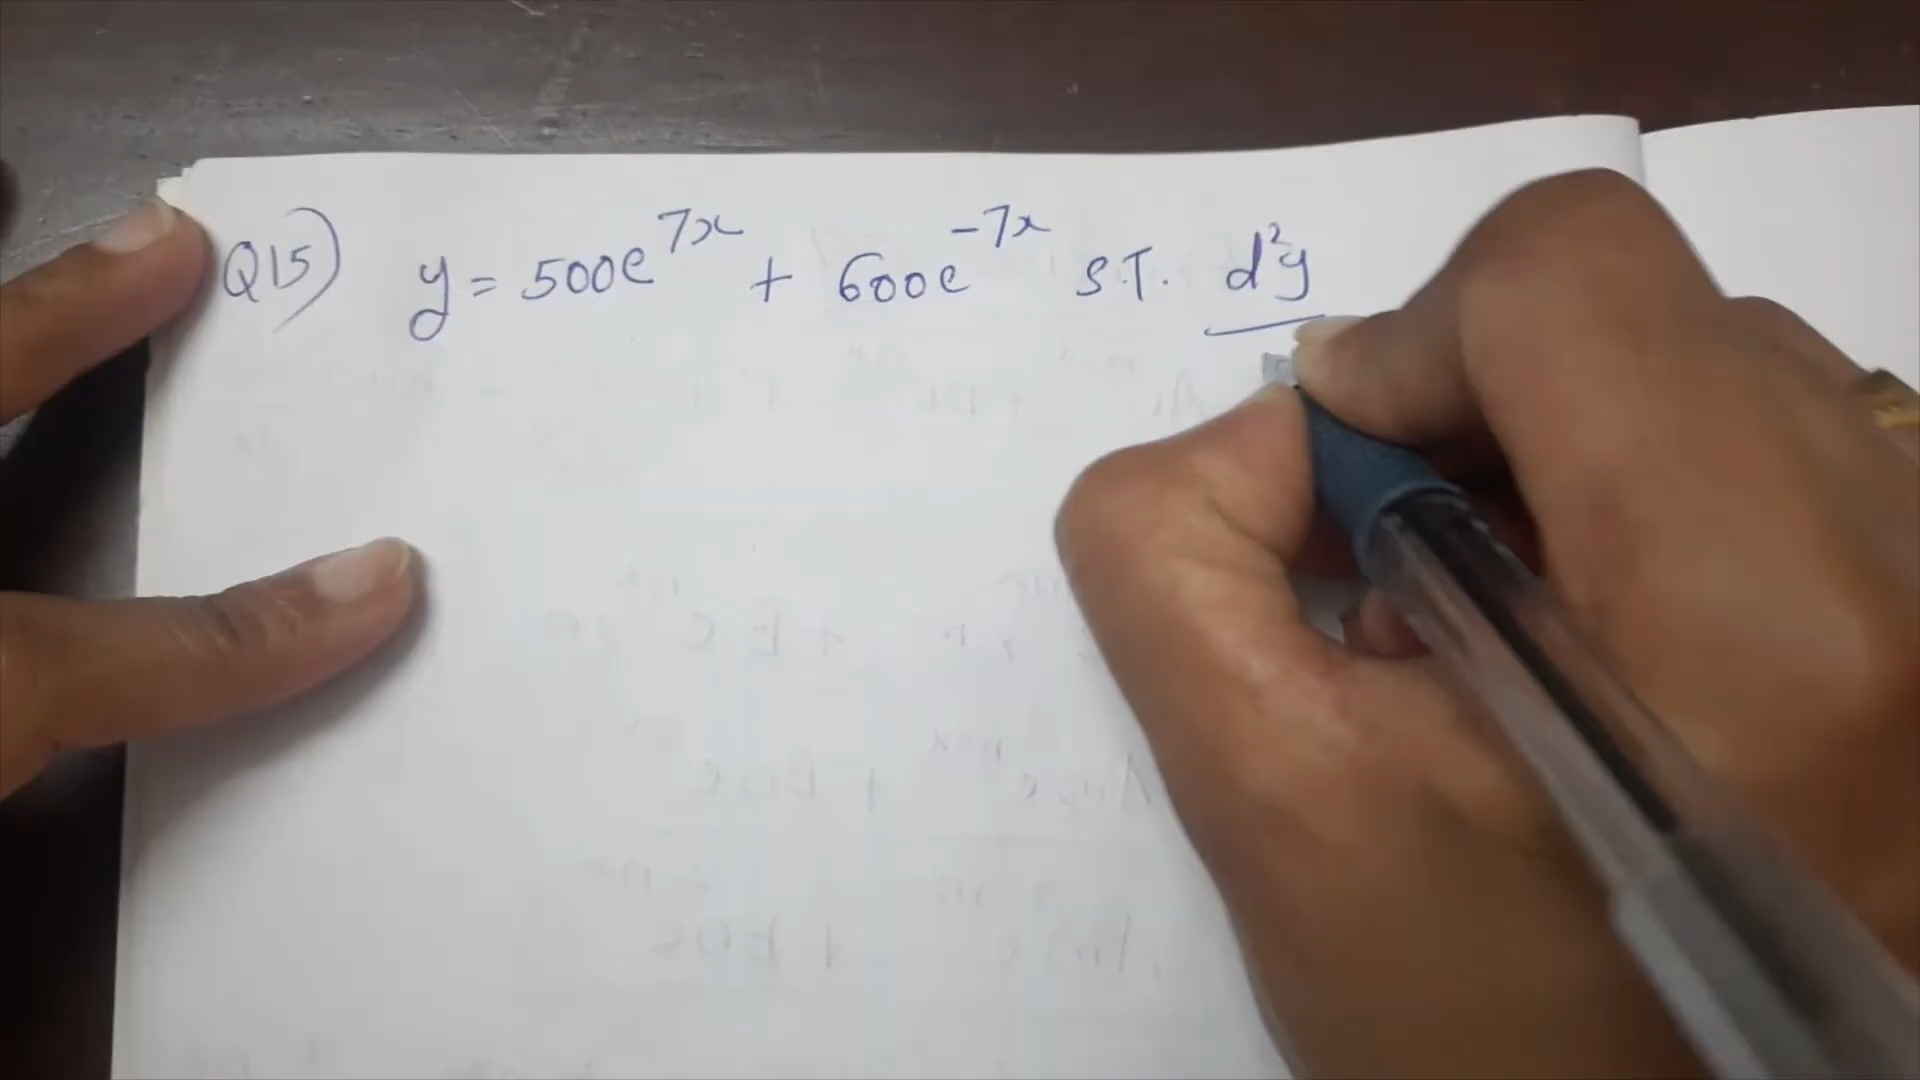 Q15) y = 500e^{7x} + 600e^{-7x} S.T. d²y